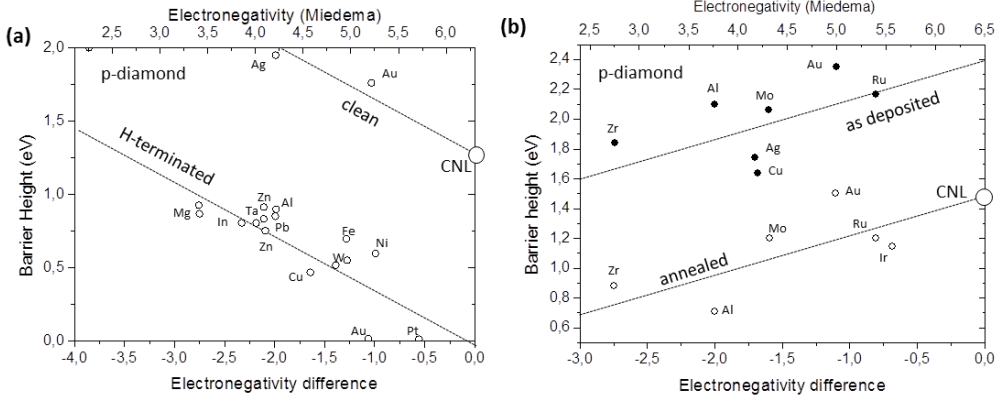 (a)
Electronegativity (Miedema)
3,0 3,5 4,0 4,5 5,0 5,5 6,0
2,0
1,5
1,0
0,5
0,0
Barrier Height (eV)
p-diamond
Ag
Au
clean
CNL
H-terminated
Zn
Al
Mg
In
Ta
Pb
Zn
Fe
Ni
W
Cu
Au
Pt
-4,0 -3,5 -3,0 -2,5 -2,0 -1,5 -1,0 -0,5 0,0
Electronegativity difference
(b)
Electronegativity (Miedema)
2,5 3,0 3,5 4,0 4,5 5,0 5,5 6,0 6,5
2,4
2,2
2,0
1,8
1,6
1,4
1,2
1,0
0,8
0,6
Barrier height (eV)
p-diamond
Au
Ru
Al
Mo
as deposited
Zr
Ag
Cu
CNL
Au
Mo
Ru
Ir
annealed
Zr
Al
-3,0 -2,5 -2,0 -1,5 -1,0 -0,5 0,0
Electronegativity difference